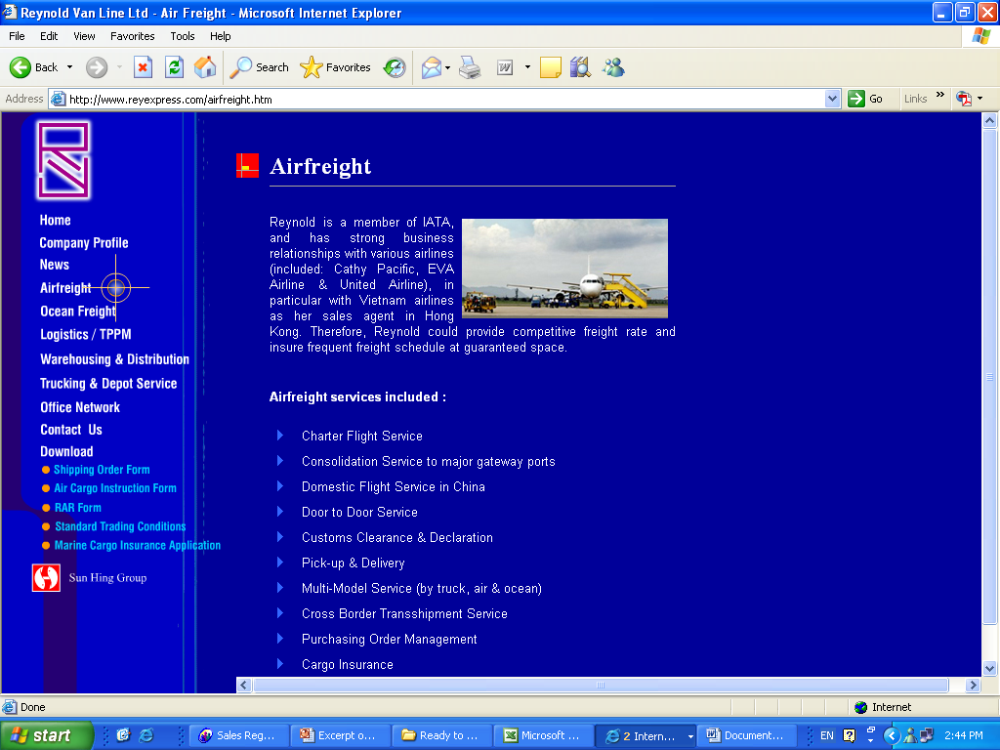 Reynold Van Line Ltd - Air Freight - Microsoft Internet Explorer
File Edit View Favorites Tools Help
Back Search Favorites
Address http://www.reyexpress.com/airfreight.htm Go Links
Home
Company Profile
News
Airfreight
Ocean Freight
Logistics / TPPM
Warehousing & Distribution
Trucking & Depot Service
Office Network
Contact Us
Download
Shipping Order Form
Air Cargo Instruction Form
RAR Form
Standard Trading Conditions
Marine Cargo Insurance Application
Sun Hing Group
Airfreight
Reynold is a member of IATA,
and has strong business
relationships with various airlines
(included: Cathy Pacific, EVA
Airline & United Airline), in
particular with Vietnam airlines
as her sales agent in Hong
Kong. Therefore, Reynold could provide competitive freight rate and
insure frequent freight schedule at guaranteed space.
Airfreight services included :
Charter Flight Service
Consolidation Service to major gateway ports
Domestic Flight Service in China
Door to Door Service
Customs Clearance & Declaration
Pick-up & Delivery
Multi-Model Service (by truck, air & ocean)
Cross Border Transshipment Service
Purchasing Order Management
Cargo Insurance
Done Internet
start Sales Reg... Excerpt o... Ready to ... Microsoft ... 2 Intern... Document... EN 2:44 PM